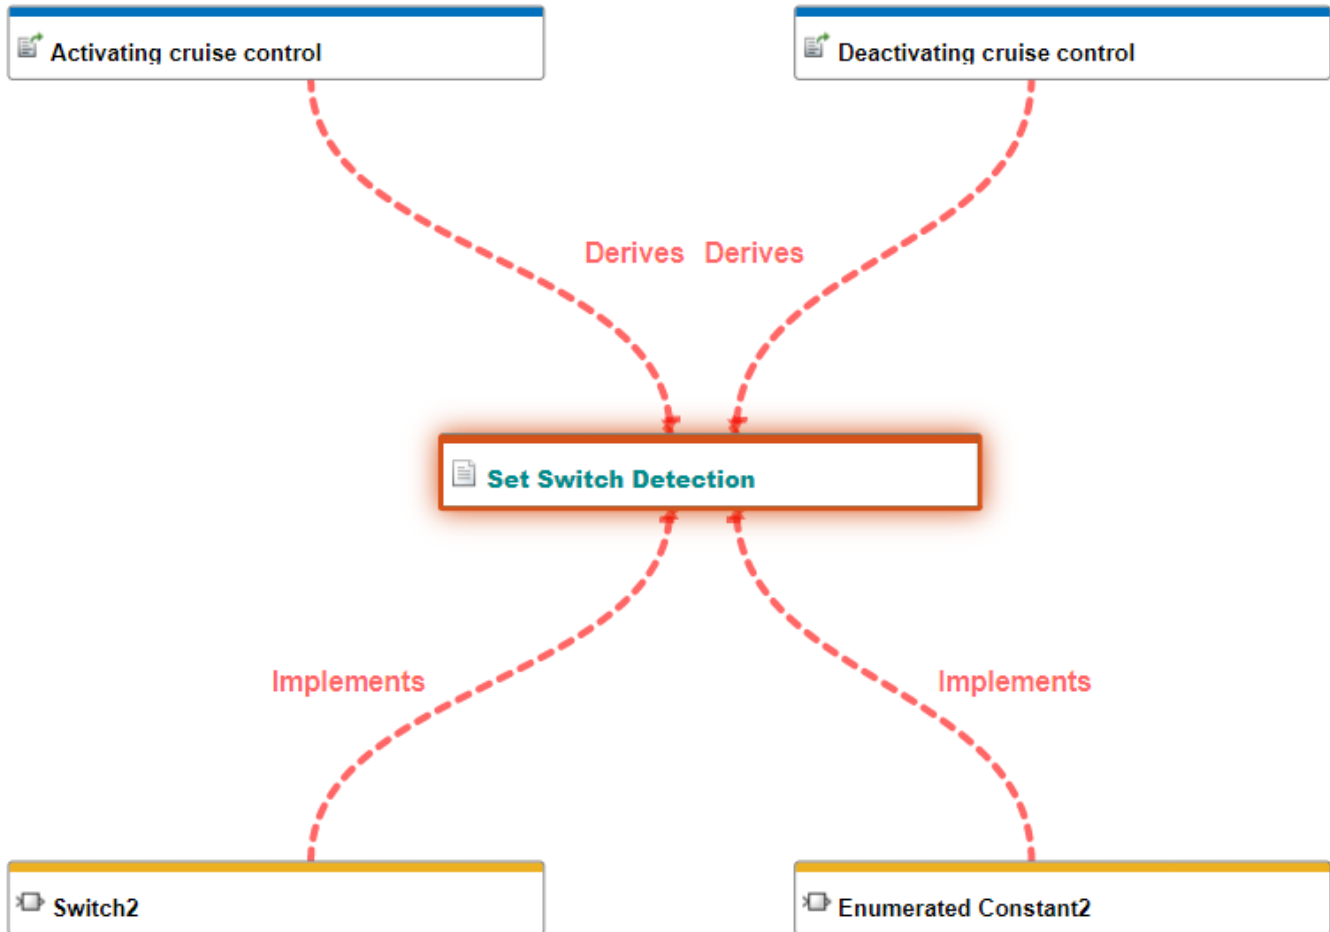 Activating cruise control
Deactivating cruise control
Derives Derives
Set Switch Detection
Implements
Implements
Switch2
Enumerated Constant2